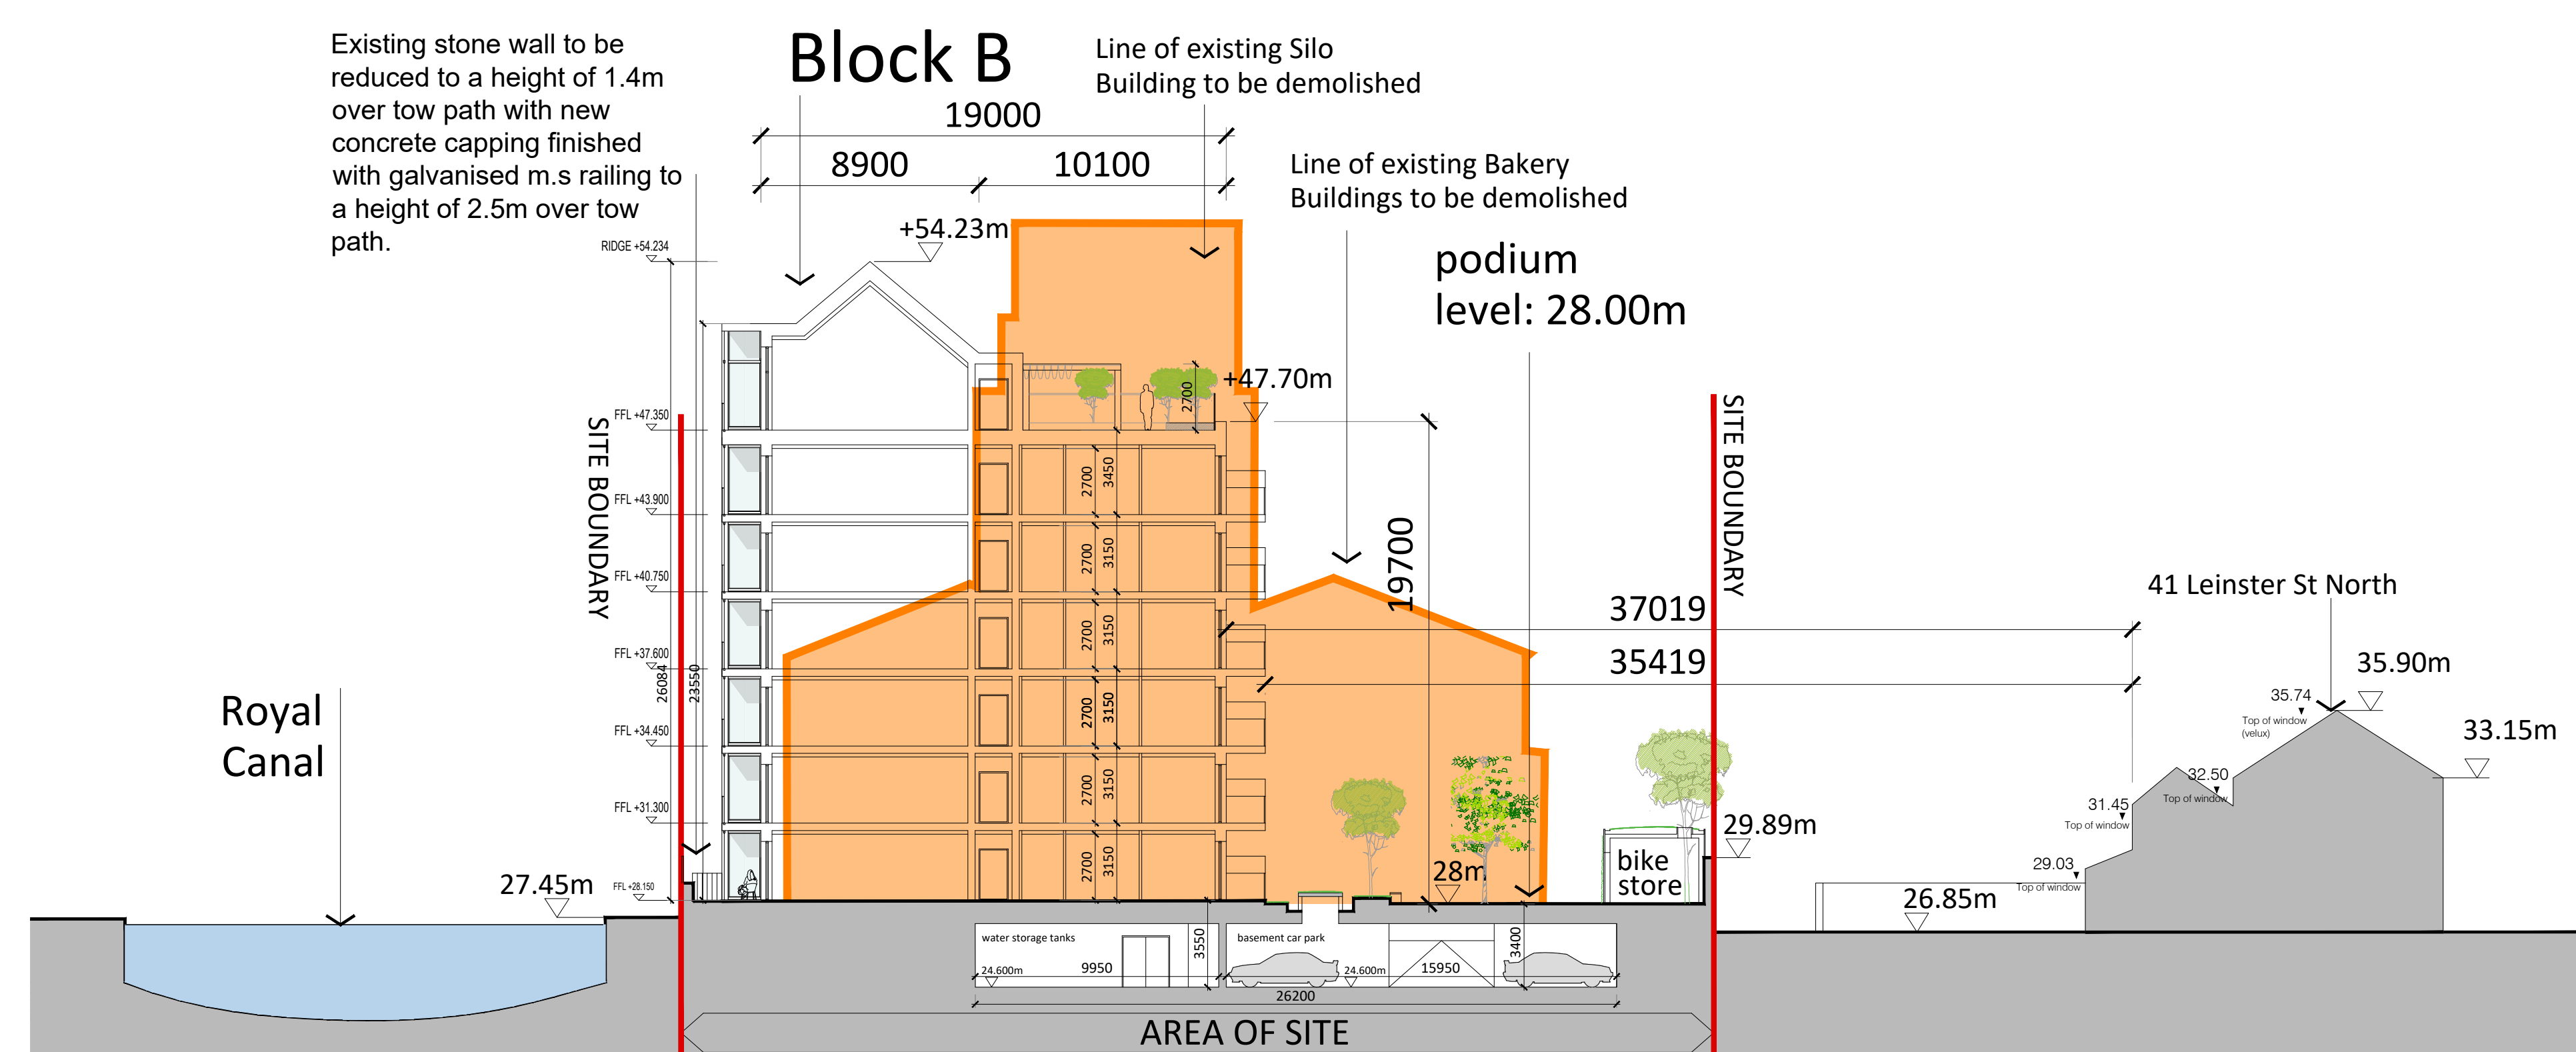 Existing stone wall to be
reduced to a height of 1.4m
over tow path with new
concrete capping finished
with galvanised m.s railing to
a height of 2.5m over tow
path.
Block B
Line of existing Silo
Building to be demolished
19000
8900
10100
Line of existing Bakery
Buildings to be demolished
podium
level: 28.00m
+54.23m
RIDGE +54.234
+47.70m
2700
FFL +47.350
SITE BOUNDARY
SITE BOUNDARY
FFL +43.900
2700
3450
FFL +40.750
2700
3150
19700
FFL +37.600
2700
3150
26084
23550
37019
35419
41 Leinster St North
35.90m
35.74
Top of window
(velux)
33.15m
Royal
Canal
FFL +34.450
2700
3150
32.50
Top of window
31.45
Top of window
FFL +31.300
2700
3150
29.89m
bike
store
27.45m
FFL +28.150
2700
3150
28m
29.03
Top of window
26.85m
water storage tanks
3550
basement car park
3400
24.600m
9950
24.600m
15950
26200
AREA OF SITE